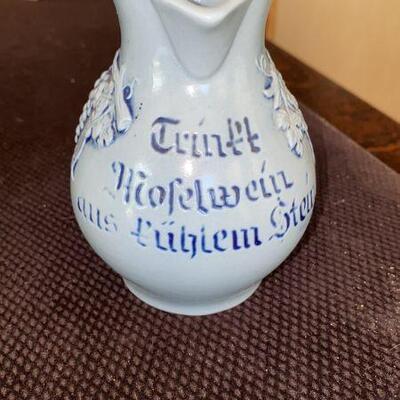 Trinkt
Moselwein
aus kühlem Stein